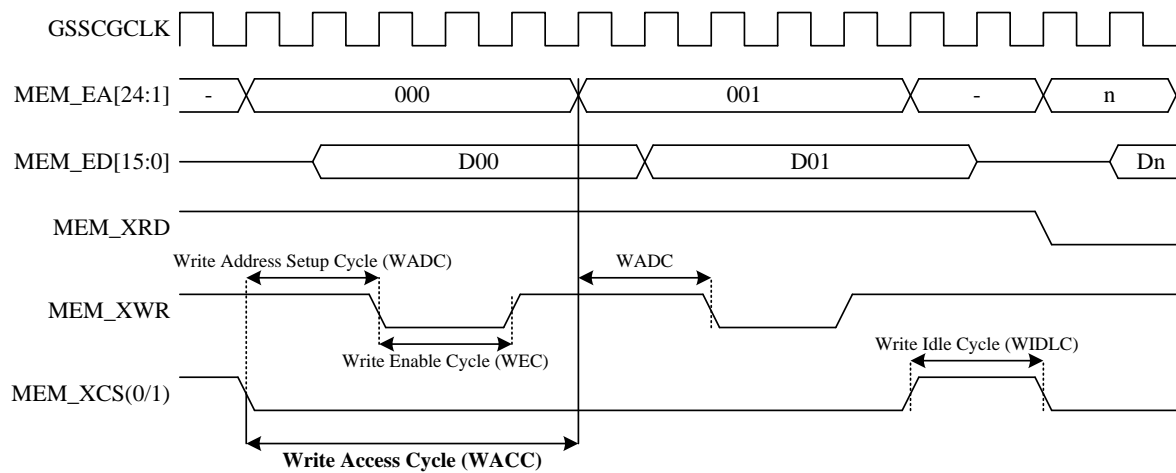 GSSCGCLK
MEM_EA[24:1] - 000 001 - n
MEM_ED[15:0] D00 D01 Dn
MEM_XRD
Write Address Setup Cycle (WADC) WADC
MEM_XWR
Write Enable Cycle (WEC) Write Idle Cycle (WIDLC)
MEM_XCS(0/1)
Write Access Cycle (WACC)